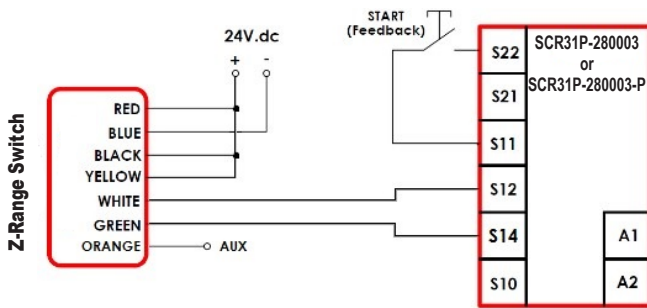 START
(Feedback)
24V.dc
+ -
SCR31P-280003
or
SCR31P-280003-P
Z-Range Switch
RED
BLUE
BLACK
YELLOW
WHITE
GREEN
ORANGE
AUX
S22
S21
S11
S12
S14
S10
A1
A2